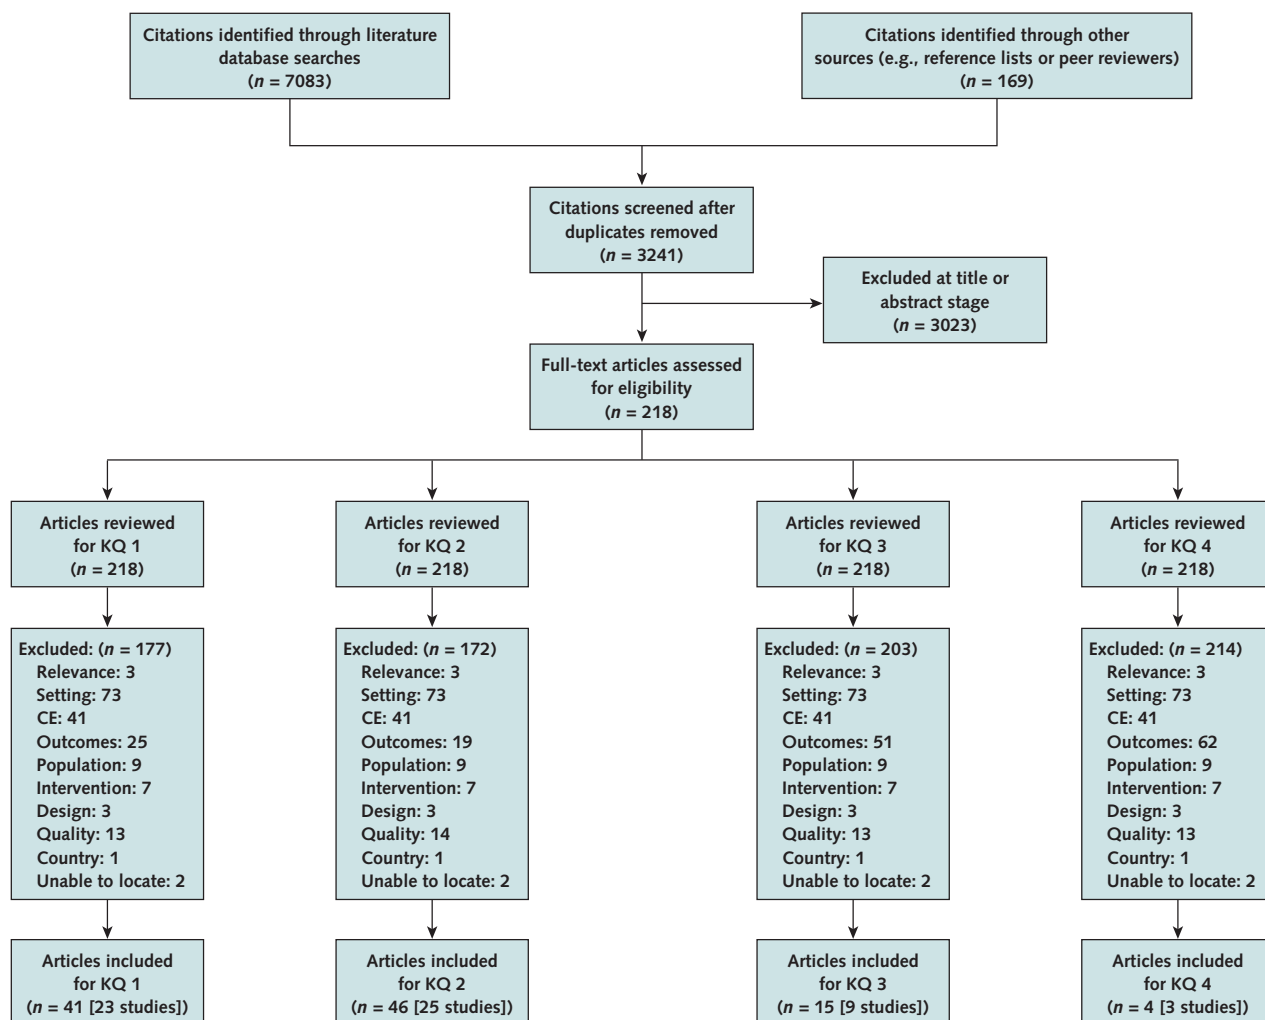 Citations identified through literature
database searches
(n = 7083)
Citations identified through other
sources (e.g., reference lists or peer reviewers)
(n = 169)
Citations screened after
duplicates removed
(n = 3241)
Excluded at title or
abstract stage
(n = 3023)
Full-text articles assessed
for eligibility
(n = 218)
Articles reviewed
for KQ 1
(n = 218)
Articles reviewed
for KQ 2
(n = 218)
Articles reviewed
for KQ 3
(n = 218)
Articles reviewed
for KQ 4
(n = 218)
Excluded: (n = 177)
Relevance: 3
Setting: 73
CE: 41
Outcomes: 25
Population: 9
Intervention: 7
Design: 3
Quality: 13
Country: 1
Unable to locate: 2
Excluded: (n = 172)
Relevance: 3
Setting: 73
CE: 41
Outcomes: 19
Population: 9
Intervention: 7
Design: 3
Quality: 14
Country: 1
Unable to locate: 2
Excluded: (n = 203)
Relevance: 3
Setting: 73
CE: 41
Outcomes: 51
Population: 9
Intervention: 7
Design: 3
Quality: 13
Country: 1
Unable to locate: 2
Excluded: (n = 214)
Relevance: 3
Setting: 73
CE: 41
Outcomes: 62
Population: 9
Intervention: 7
Design: 3
Quality: 13
Country: 1
Unable to locate: 2
Articles included
for KQ 1
(n = 41 [23 studies])
Articles included
for KQ 2
(n = 46 [25 studies])
Articles included
for KQ 3
(n = 15 [9 studies])
Articles included
for KQ 4
(n = 4 [3 studies])